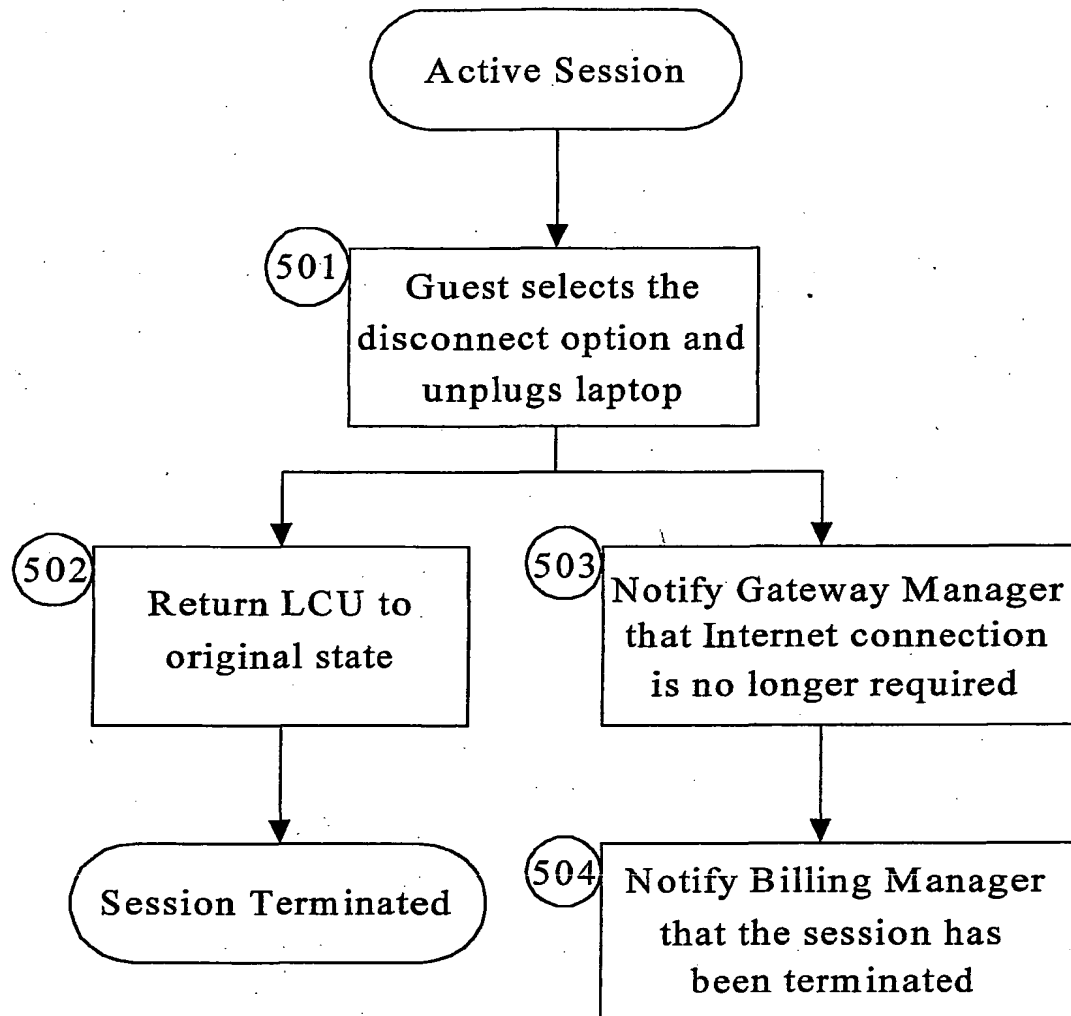 Active Session
501
Guest selects the
disconnect option and
unplugs laptop
502
Return LCU to
original state
503
Notify Gateway Manager
that Internet connection
is no longer required
Session Terminated
504
Notify Billing Manager
that the session has
been terminated